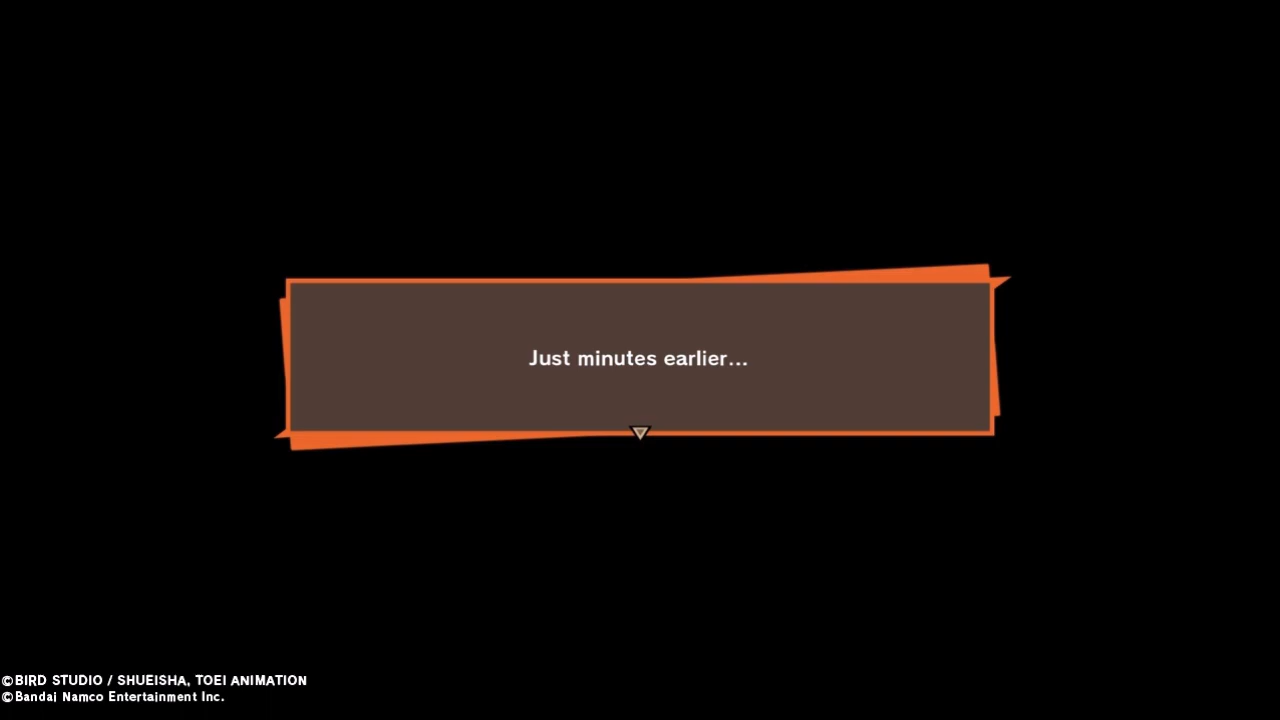 Just minutes earlier...
©BIRD STUDIO / SHUEISHA, TOEI ANIMATION
©Bandai Namco Entertainment Inc.